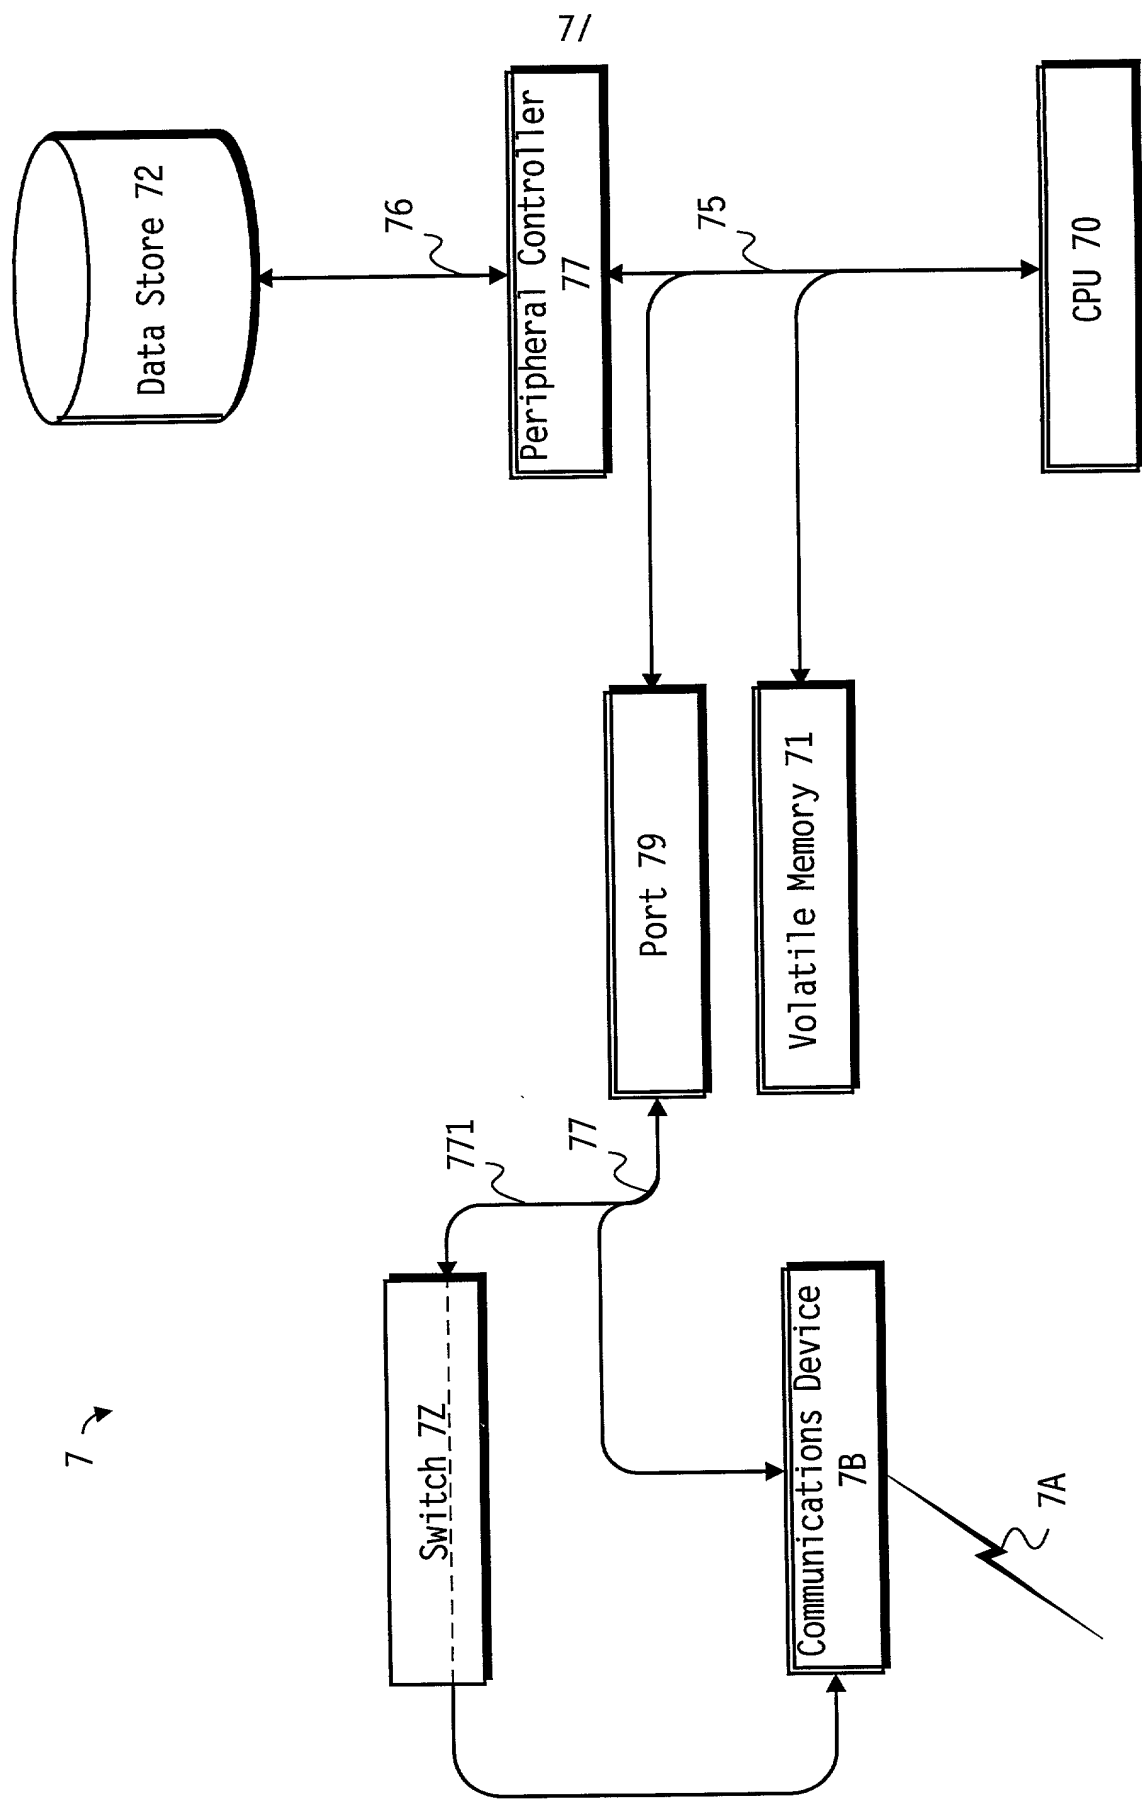 7/
Data Store 72
76
Peripheral Controller
77
75
CPU 70
Port 79
Volatile Memory 71
771
77
7
Switch 7Z
Communications Device
7B
7A